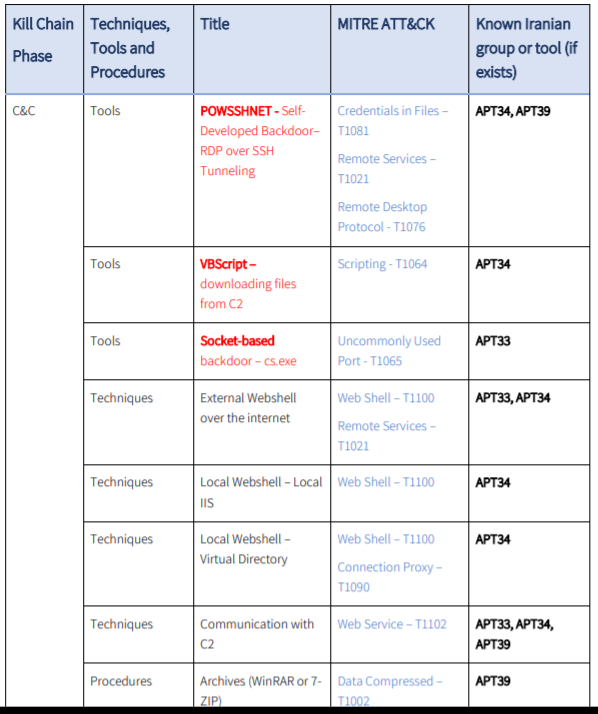 Kill Chain Phase | Techniques, Tools and Procedures | Title | MITRE ATT&CK | Known Iranian group or tool (if exists)
C&C | Tools | POWSSHNET - Self-Developed Backdoor– RDP over SSH Tunneling | Credentials in Files – T1081 Remote Services – T1021 Remote Desktop Protocol - T1076 | APT34, APT39
Tools | VBScript – downloading files from C2 | Scripting - T1064 | APT34
Tools | Socket-based backdoor – cs.exe | Uncommonly Used Port - T1065 | APT33
Techniques | External Webshell over the internet | Web Shell – T1100 Remote Services – T1021 | APT33, APT34
Techniques | Local Webshell – Local IIS | Web Shell – T1100 | APT34
Techniques | Local Webshell – Virtual Directory | Web Shell – T1100 Connection Proxy – T1090 | APT34
Techniques | Communication with C2 | Web Service – T1102 | APT33, APT34, APT39
Procedures | Archives (WinRAR or 7-ZIP) | Data Compressed – T1002 | APT39